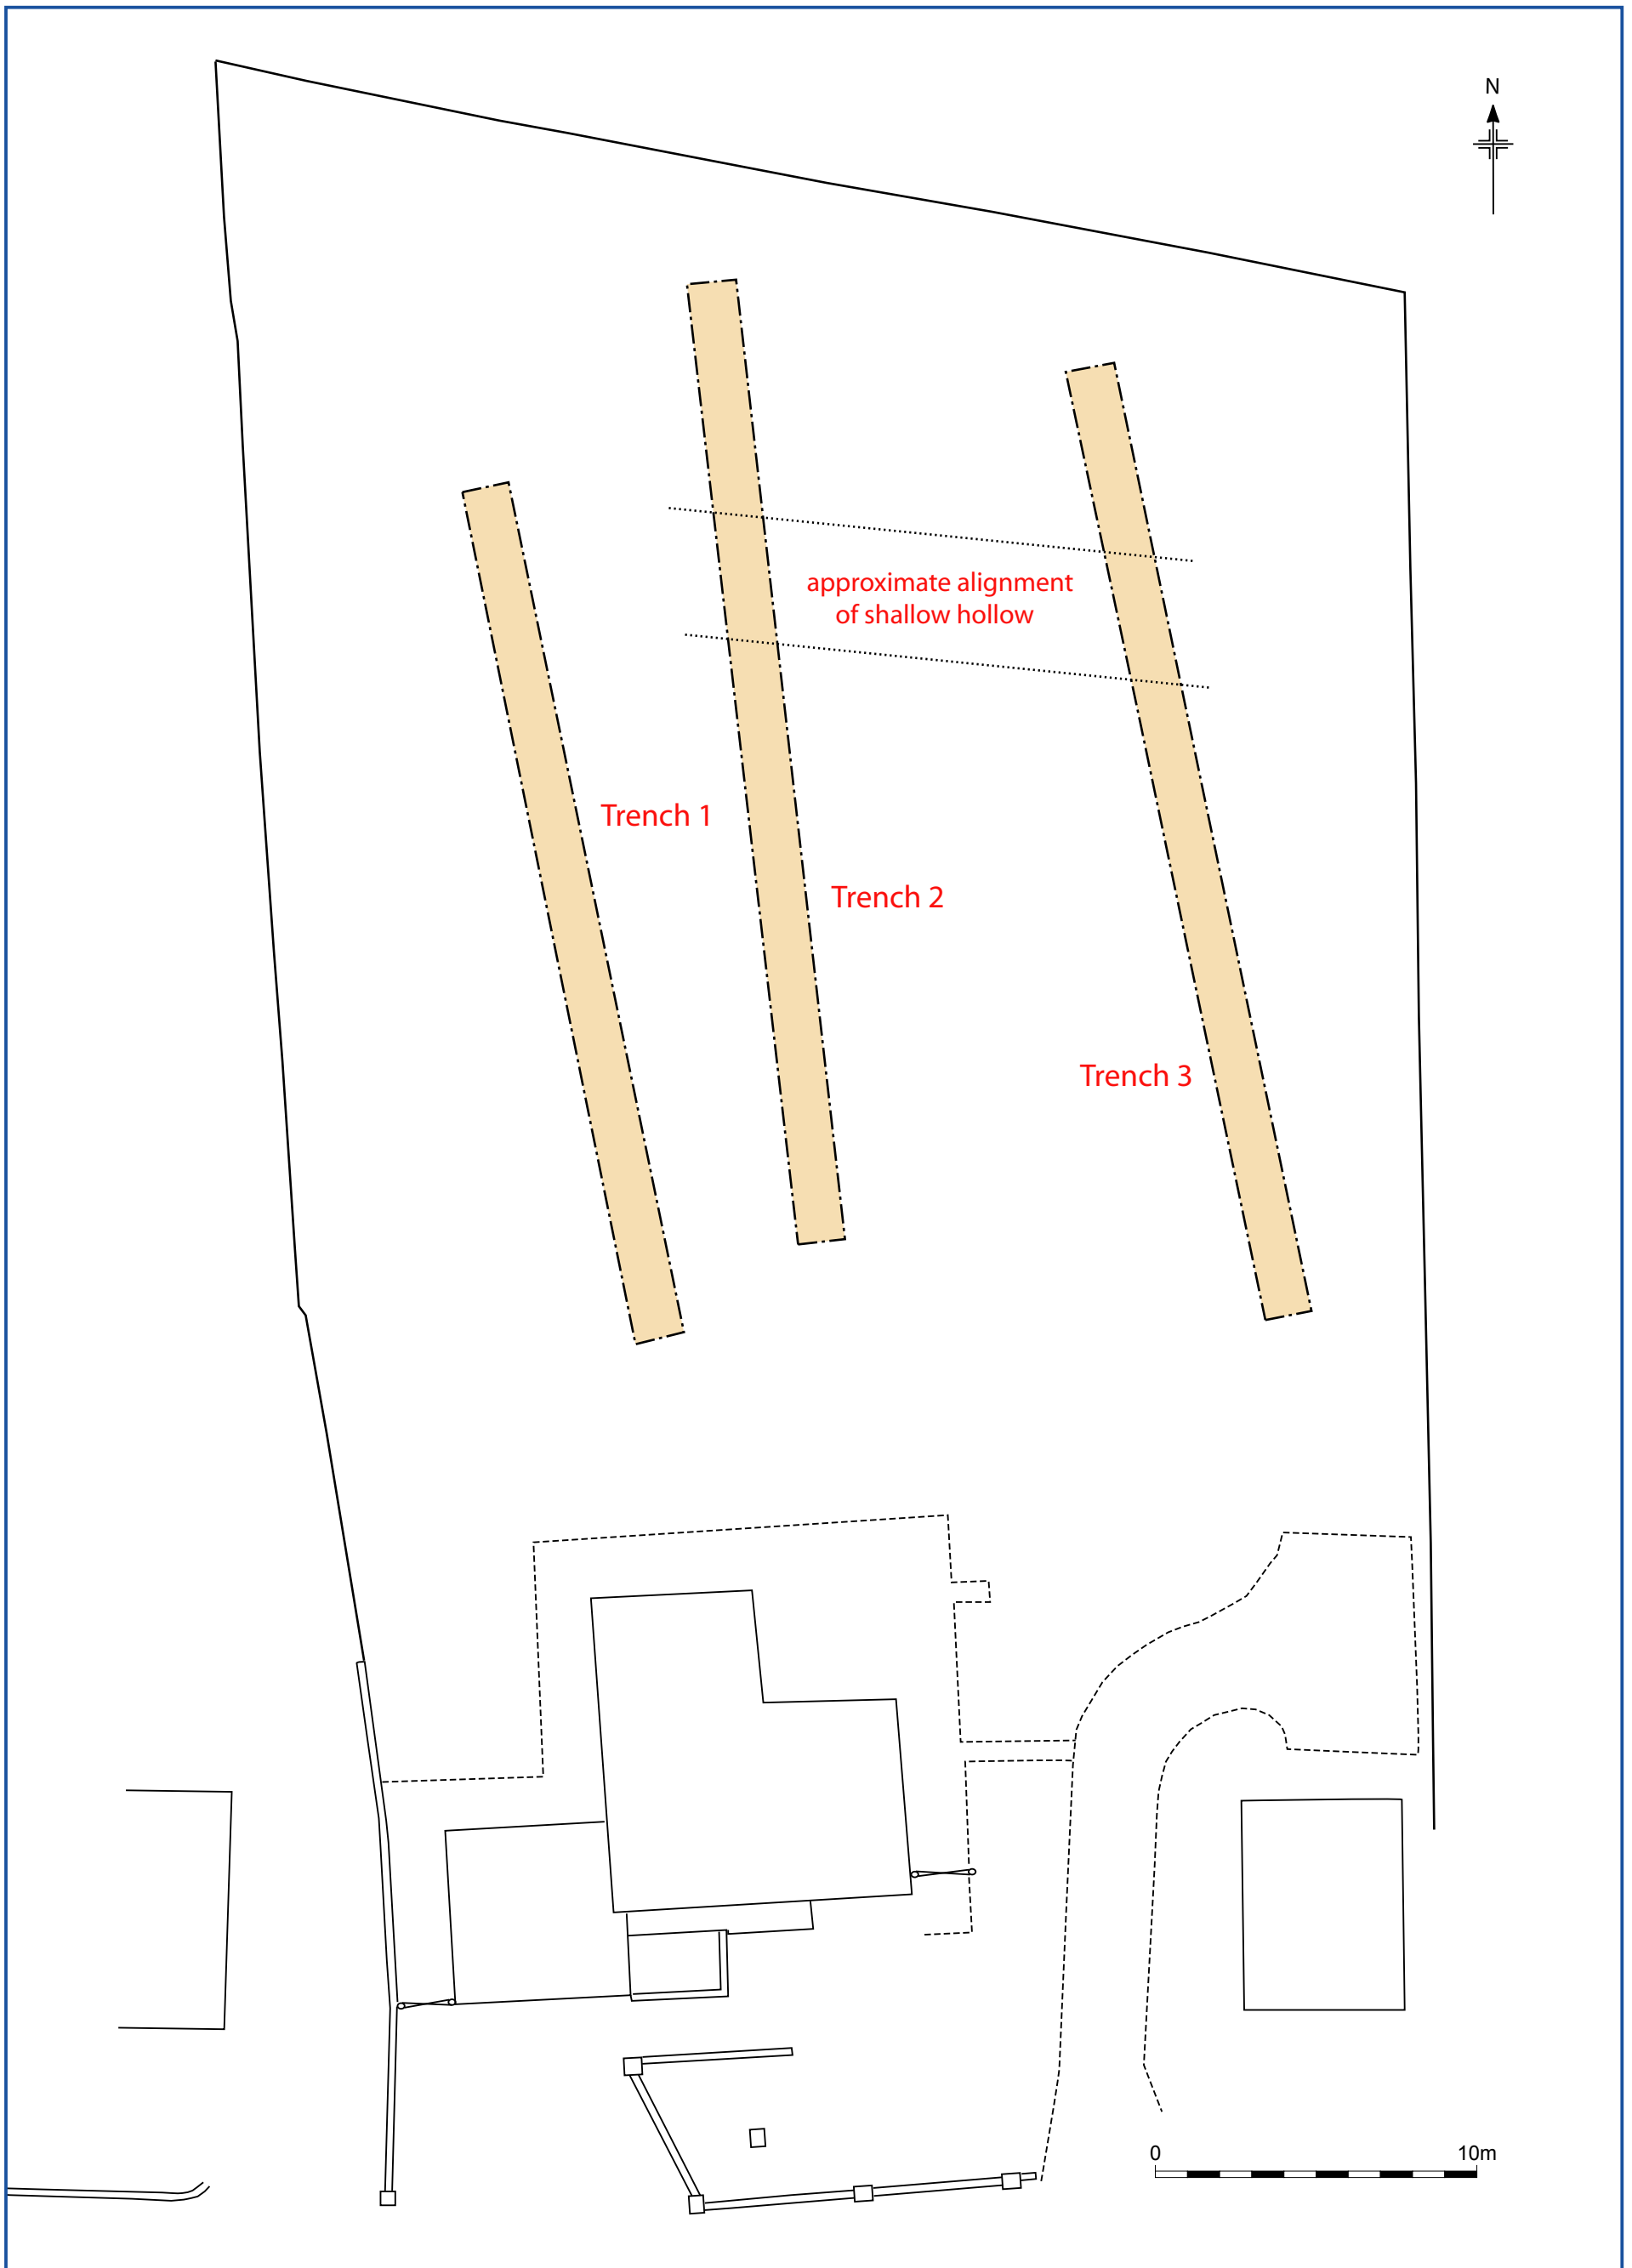 N
approximate alignment
of shallow hollow
Trench 1
Trench 2
Trench 3
0 10m